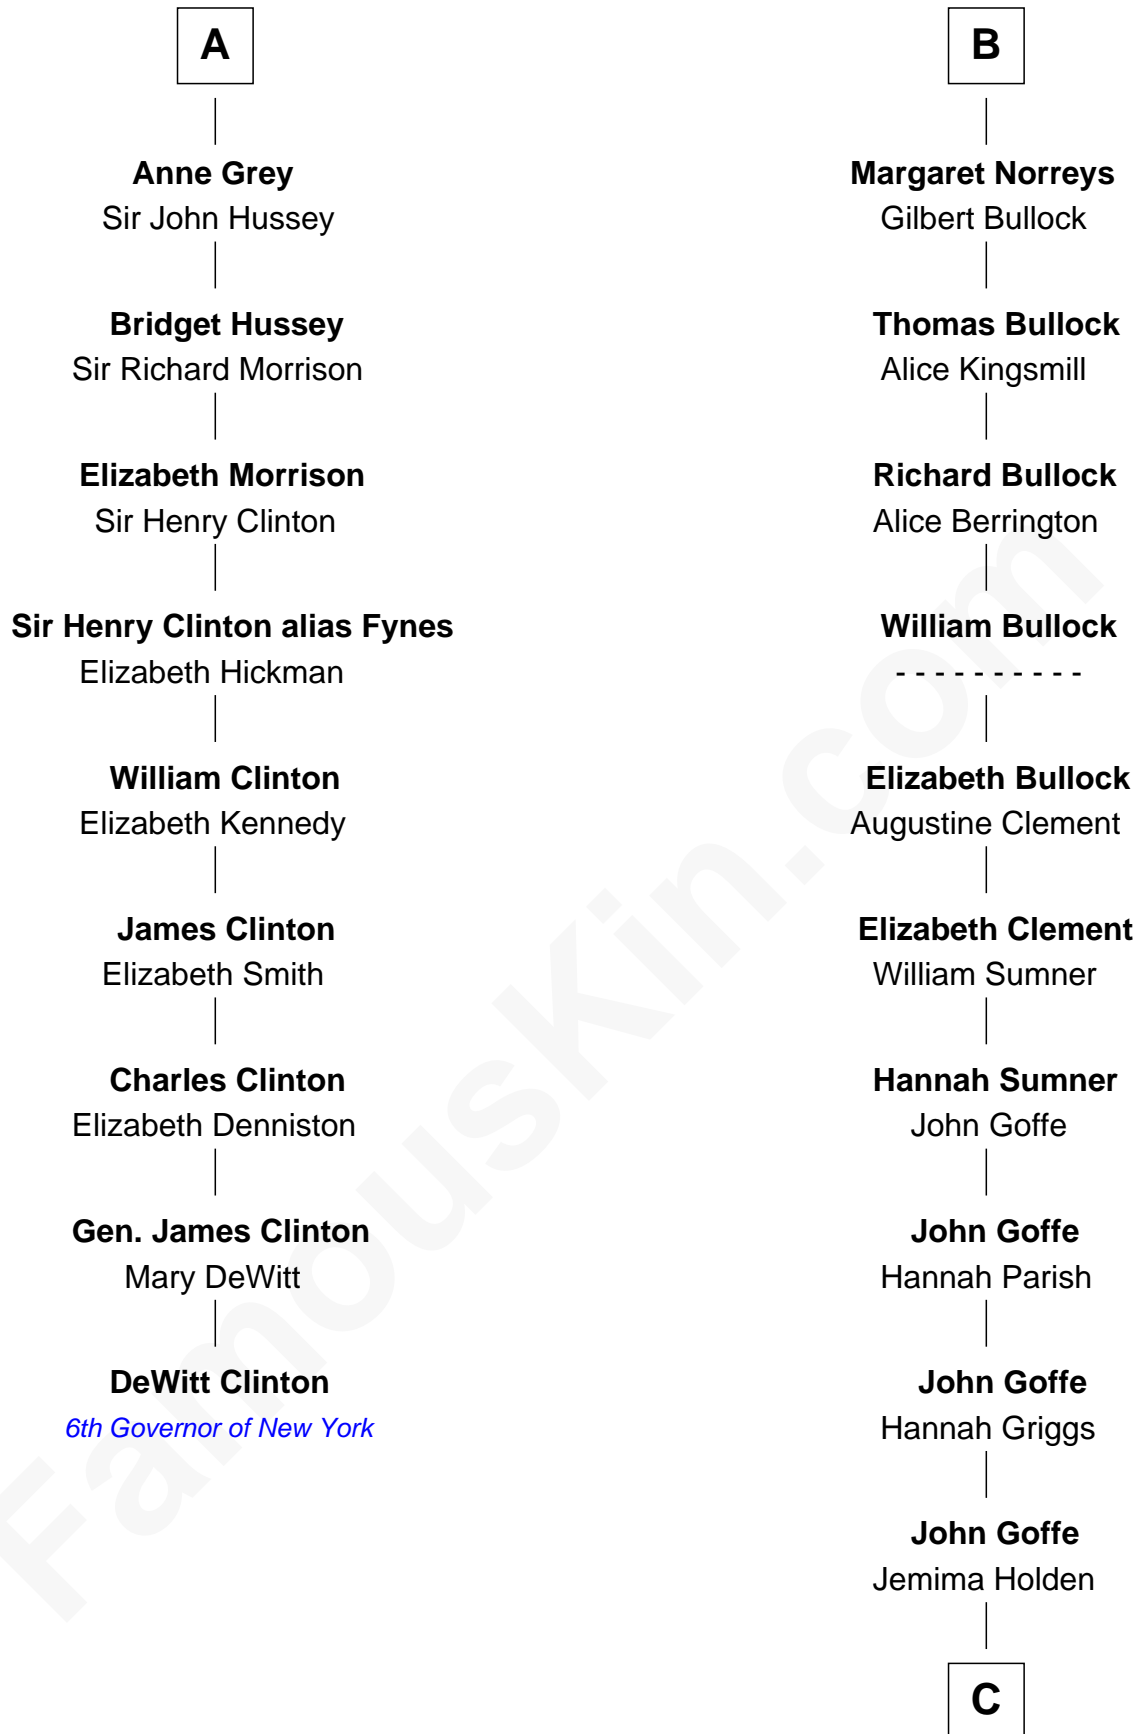 A
Anne Grey
Sir John Hussey
Bridget Hussey
Sir Richard Morrison
Elizabeth Morrison
Sir Henry Clinton
Sir Henry Clinton alias Fynes
Elizabeth Hickman
William Clinton
Elizabeth Kennedy
James Clinton
Elizabeth Smith
Charles Clinton
Elizabeth Denniston
Gen. James Clinton
Mary DeWitt
DeWitt Clinton
6th Governor of New York
B
Margaret Norreys
Gilbert Bullock
Thomas Bullock
Alice Kingsmill
Richard Bullock
Alice Berrington
William Bullock
- - - - - - - - - -
Elizabeth Bullock
Augustine Clement
Elizabeth Clement
William Sumner
Hannah Sumner
John Goffe
John Goffe
Hannah Parish
John Goffe
Hannah Griggs
John Goffe
Jemima Holden
C
FamousKin.com